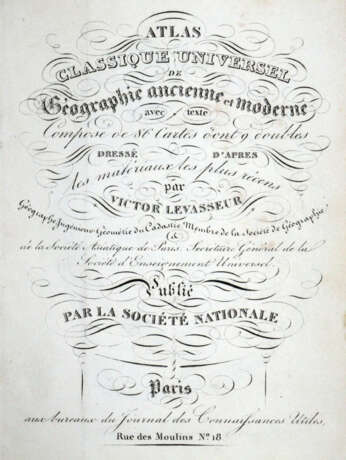 ATLAS
CLASSIQUE UNIVERSEL
DE
Géographie ancienne et moderne
avec texte
Composé de 86 Cartes dont 9 doubles
DRESSÉ D'APRES
les materiaux les plus récens
par
VICTOR LEVASSEUR
Géographe Ingénieur Géomètre du Cadastre Membre de la Société de Géographie
de la Société Asiatique de Paris Secretaire Général de la
Société d'Enseignement Universel
Publié
PAR LA SOCIÉTÉ NATIONALE
à
Paris
aux bureaux du Journal des Connaissances Utiles,
Rue des Moulins No. 18